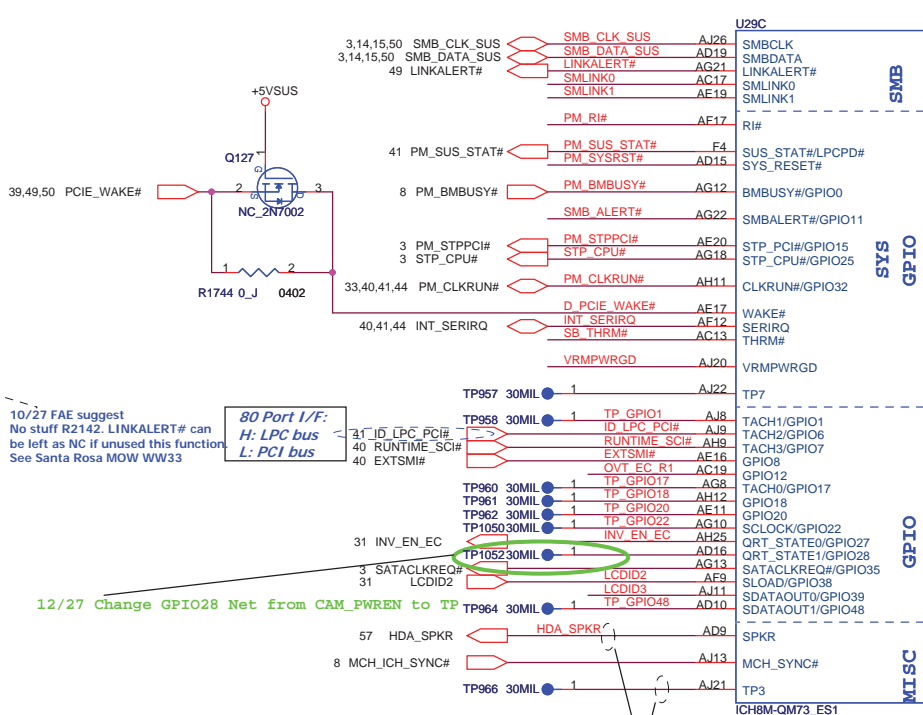 U29C
3,14,15,50 SMB_CLK_SUS SMB_CLK_SUS AJ26 SMBCLK
3,14,15,50 SMB_DATA_SUS SMB_DATA_SUS AD19 SMBDATA
49 LINKALERT# LINKALERT# AG21 LINKALERT#
SMLINK0 AC17 SMLINK0
SMLINK1 AE19 SMLINK1
SMB
+5VSUS
PM_RI# AF17 RI#
Q127 1 G
41 PM_SUS_STAT# PM_SUS_STAT# F4 SUS_STAT#/LPCPD#
PM_SYSRST# AD15 SYS_RESET#
39,49,50 PCIE_WAKE# 2 S D 3
NC_2N7002
8 PM_BMBUSY# PM_BMBUSY# AG12 BMBUSY#/GPIO0
SMB_ALERT# AG22 SMBALERT#/GPIO11
3 PM_STPPCI# PM_STPPCI# AE20 STP_PCI#/GPIO15
3 STP_CPU# STP_CPU# AG18 STP_CPU#/GPIO25
SYS
GPIO
1 2
R1744 0_J 0402
33,40,41,44 PM_CLKRUN# PM_CLKRUN# AH11 CLKRUN#/GPIO32
D_PCIE_WAKE# AE17 WAKE#
40,41,44 INT_SERIRQ INT_SERIRQ AF12 SERIRQ
SB_THRM# AC13 THRM#
VRMPWRGD AJ20 VRMPWRGD
TP957 30MIL 1 AJ22 TP7
10/27 FAE suggest
No stuff R2142. LINKALERT# can
be left as NC if unused this function.
See Santa Rosa MOW WW33
80 Port I/F:
H: LPC bus
L: PCI bus
TP958 30MIL 1 TP_GPIO1 AJ8 TACH1/GPIO1
41 ID_LPC_PCI# ID_LPC_PCI# AJ9 TACH2/GPIO6
40 RUNTIME_SCI# RUNTIME_SCI# AH9 TACH3/GPIO7
40 EXTSMI# EXTSMI# AE16 GPIO8
OVT_EC_R1 AC19 GPIO12
TP960 30MIL 1 TP_GPIO17 AG8 TACH0/GPIO17
TP961 30MIL 1 TP_GPIO18 AH12 GPIO18
TP962 30MIL 1 TP_GPIO20 AE11 GPIO20
TP1050 30MIL 1 TP_GPIO22 AG10 SCLOCK/GPIO22
31 INV_EN_EC INV_EN_EC AH25 QRT_STATE0/GPIO27
TP1052 30MIL 1 AD16 QRT_STATE1/GPIO28
3 SATACLKREQ# AG13 SATACLKREQ#/GPIO35
31 LCDID2 LCDID2 AF9 SLOAD/GPIO38
LCDID3 AJ11 SDATAOUT0/GPIO39
TP964 30MIL 1 TP_GPIO48 AD10 SDATAOUT1/GPIO48
GPIO
12/27 Change GPIO28 Net from CAM_PWREN to TP
57 HDA_SPKR HDA_SPKR AD9 SPKR
8 MCH_ICH_SYNC# AJ13 MCH_SYNC#
TP966 30MIL 1 AJ21 TP3
MISC
ICH8M-QM73_ES1